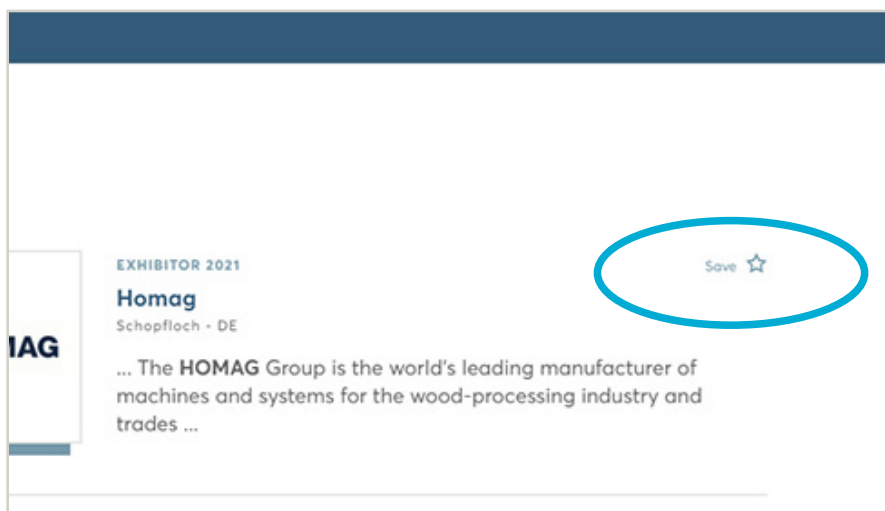 EXHIBITOR 2021
Save
Homag
Schopfloch - DE
MAG
... The HOMAG Group is the world's leading manufacturer of
machines and systems for the wood-processing industry and
trades ...